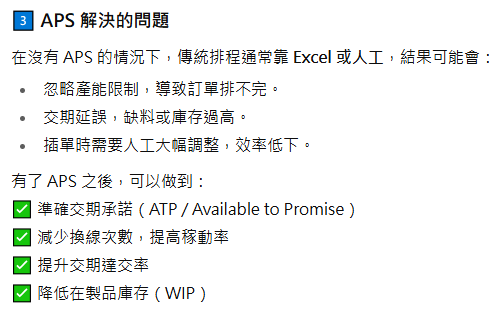 3 APS 解決的問題
在沒有 APS 的情況下，傳統排程通常靠 Excel 或人工，結果可能會：
• 忽略產能限制，導致訂單排不完。
• 交期延誤，缺料或庫存過高。
• 插單時需要人工大幅調整，效率低下。
有了 APS 之後，可以做到：
✅ 準確交期承諾（ATP / Available to Promise）
✅ 減少換線次數，提高稼動率
✅ 提升交期達交率
✅ 降低在製品庫存（WIP）